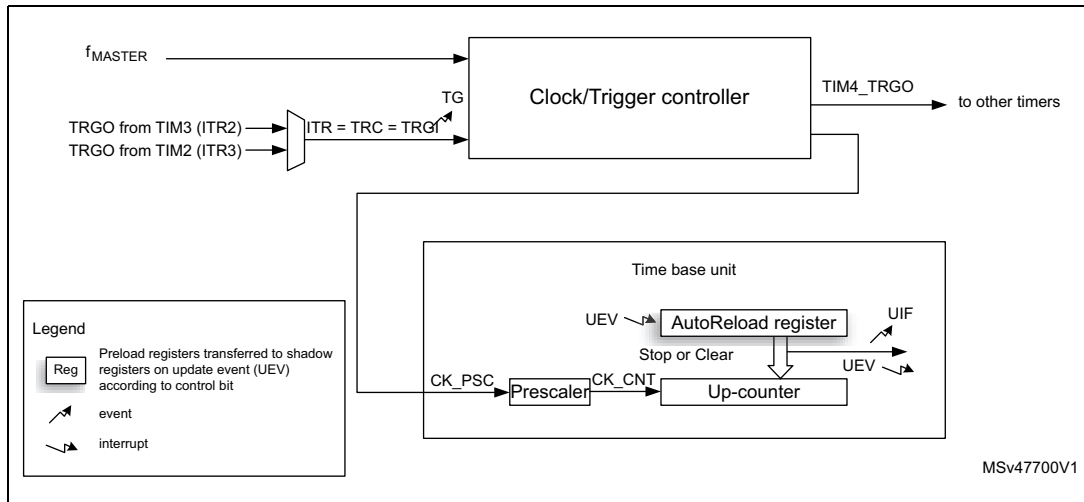 fMASTER
TRGO from TIM3 (ITR2)
TRGO from TIM2 (ITR3)
ITR = TRC = TRGI
TG
Clock/Trigger controller
TIM4_TRGO
to other timers
Time base unit
UEV
AutoReload register
UIF
Stop or Clear
UEV
CK_PSC
Prescaler
CK_CNT
Up-counter
Legend
Reg
Preload registers transferred to shadow
registers on update event (UEV)
according to control bit
event
interrupt
MSv47700V1